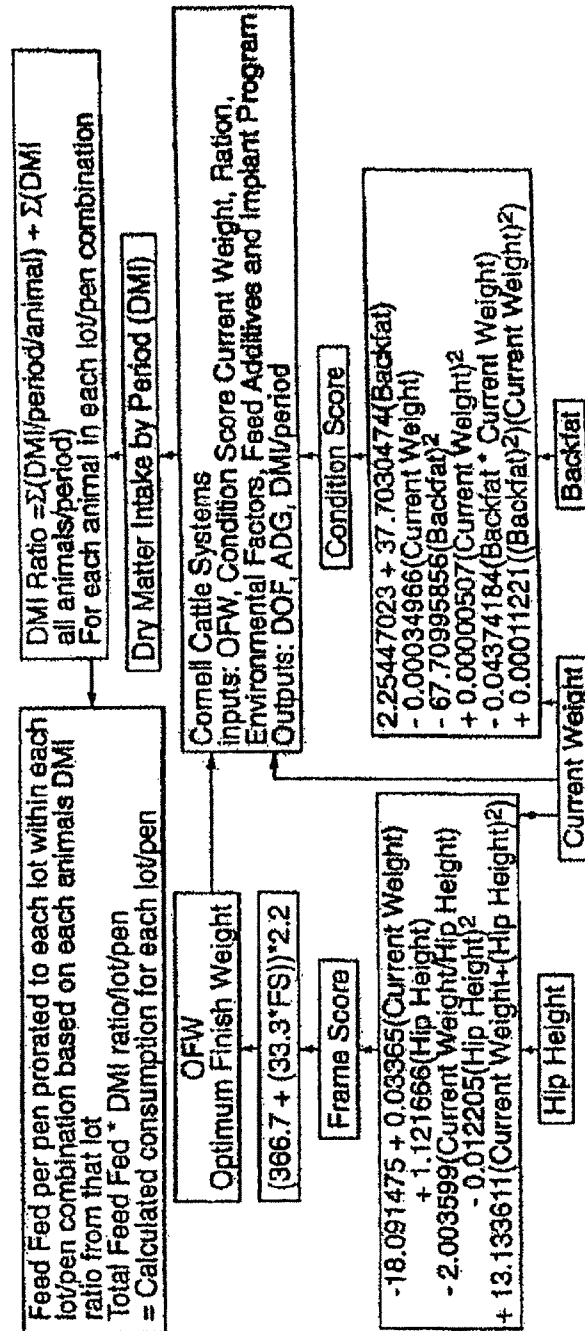 Feed Fed per pen prorated to each lot within each
lot/pen combination based on each animals DMI
ratio from that lot
Total Feed Fed * DMI ratio/lot/pen
= Calculated consumption for each lot/pen
DMI Ratio =Σ(DMI/period/animal) ÷ Σ(DMI
all animals/period)
For each animal in each lot/pen combination
Dry Matter Intake by Period (DMI)
OFW
Optimum Finish Weight
Cornell Cattle Systems
inputs: OFW, Condition Score Current Weight, Ration,
Environmental Factors, Feed Additives and Implant Program
Outputs: DOF, ADG, DMI/period
(366.7 + (33.3*FS))*2.2
Frame Score
Condition Score
-18.091475 + 0.03365(Current Weight)
+ 1.121666(Hip Height)
- 2.003599(Current Weight/Hip Height)
- 0.012205(Hip Height)2
+ 13.133611(Current Weight÷(Hip Height)2)
2.25447023 + 37.7030474(Backfat)
- 0.00034966(Current Weight)
- 67.70995856(Backfat)2
+ 0.00000507(Current Weight)2
- 0.04374184(Backfat * Current Weight)
+ 0.00011221((Backfat)2)(Current Weight)2)
Hip Height
Current Weight
Backfat